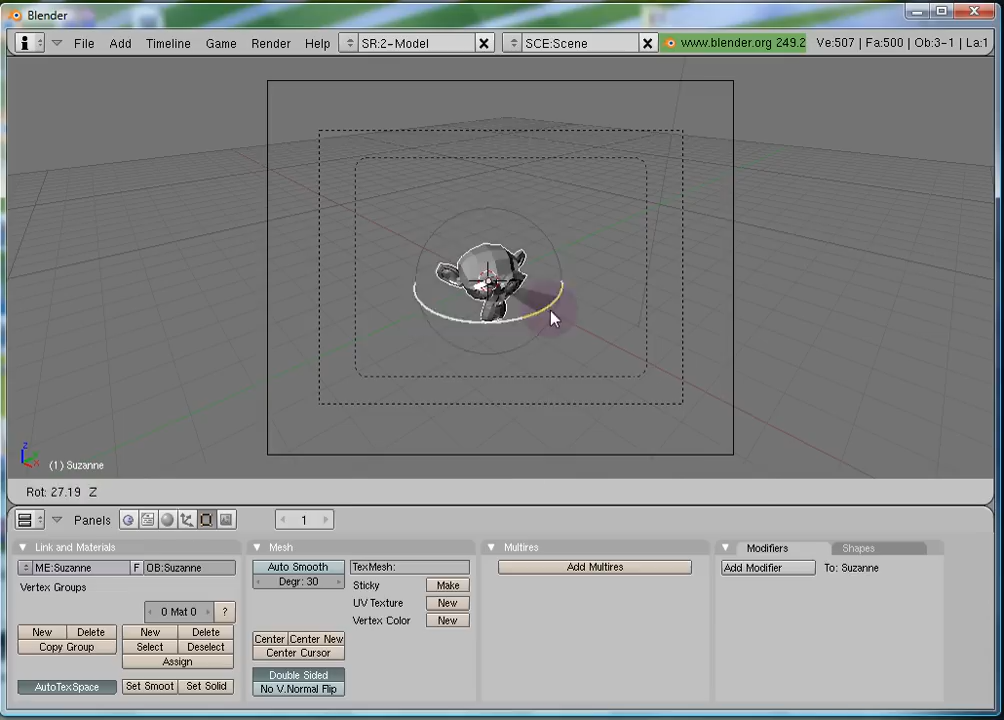 Blender
File Add Timeline Game Render Help SR:2-Model SCE:Scene www.blender.org 249.2 Ve:507 | Fa:500 | Ob:3-1 | La:1
z
x
(1) Suzanne
Rot: 27.19 Z
Panels 1
Link and Materials Mesh Multires Modifiers Shapes
ME:Suzanne F OB:Suzanne Auto Smooth TexMesh: Add Multires Add Modifier To: Suzanne
Vertex Groups Degr: 30 Sticky Make
UV Texture New
0 Mat 0 ? Vertex Color New
New Delete New Delete Center Center New
Copy Group Select Deselect Center Cursor
Assign
Double Sided
AutoTexSpace Set Smoot Set Solid No V.Normal Flip